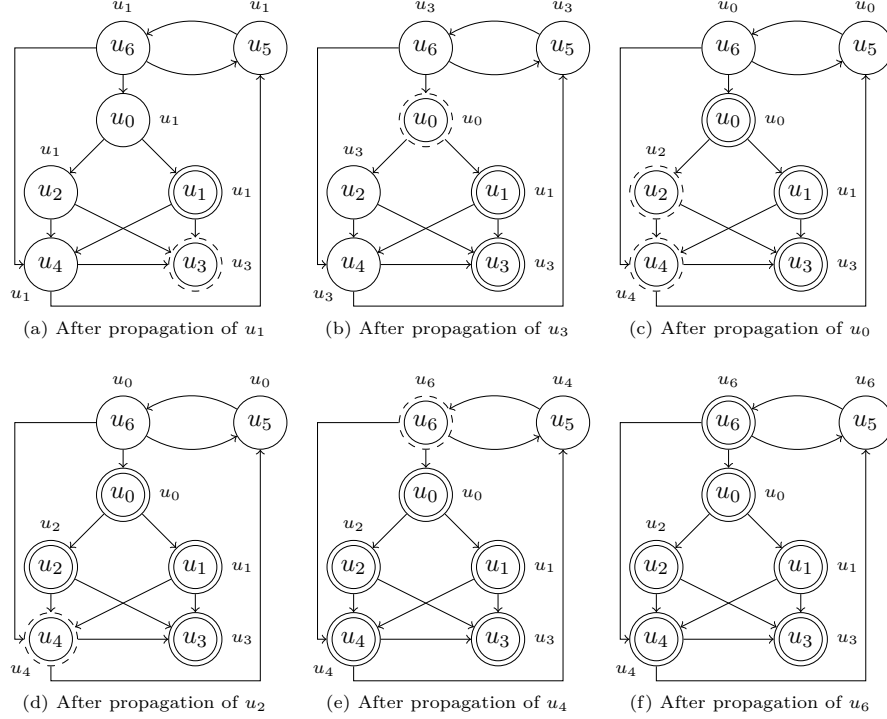 u1 u1 u3 u3 u0 u0
u6 u5 u6 u5 u6 u5
u0 u1 u0 u0 u0 u0
u1 u3 u2
u2 u1 u1 u2 u1 u1 u2 u1 u1
u4 u3 u3 u4 u3 u3 u4 u3 u3
u1 u3 u4
(a) After propagation of u1 (b) After propagation of u3 (c) After propagation of u0
u0 u0 u6 u4 u6 u6
u6 u5 u6 u5 u6 u5
u0 u0 u0 u0 u0 u0
u2 u2 u2
u2 u1 u1 u2 u1 u1 u2 u1 u1
u4 u3 u3 u4 u3 u3 u4 u3 u3
u4 u4 u4
(d) After propagation of u2 (e) After propagation of u4 (f) After propagation of u6